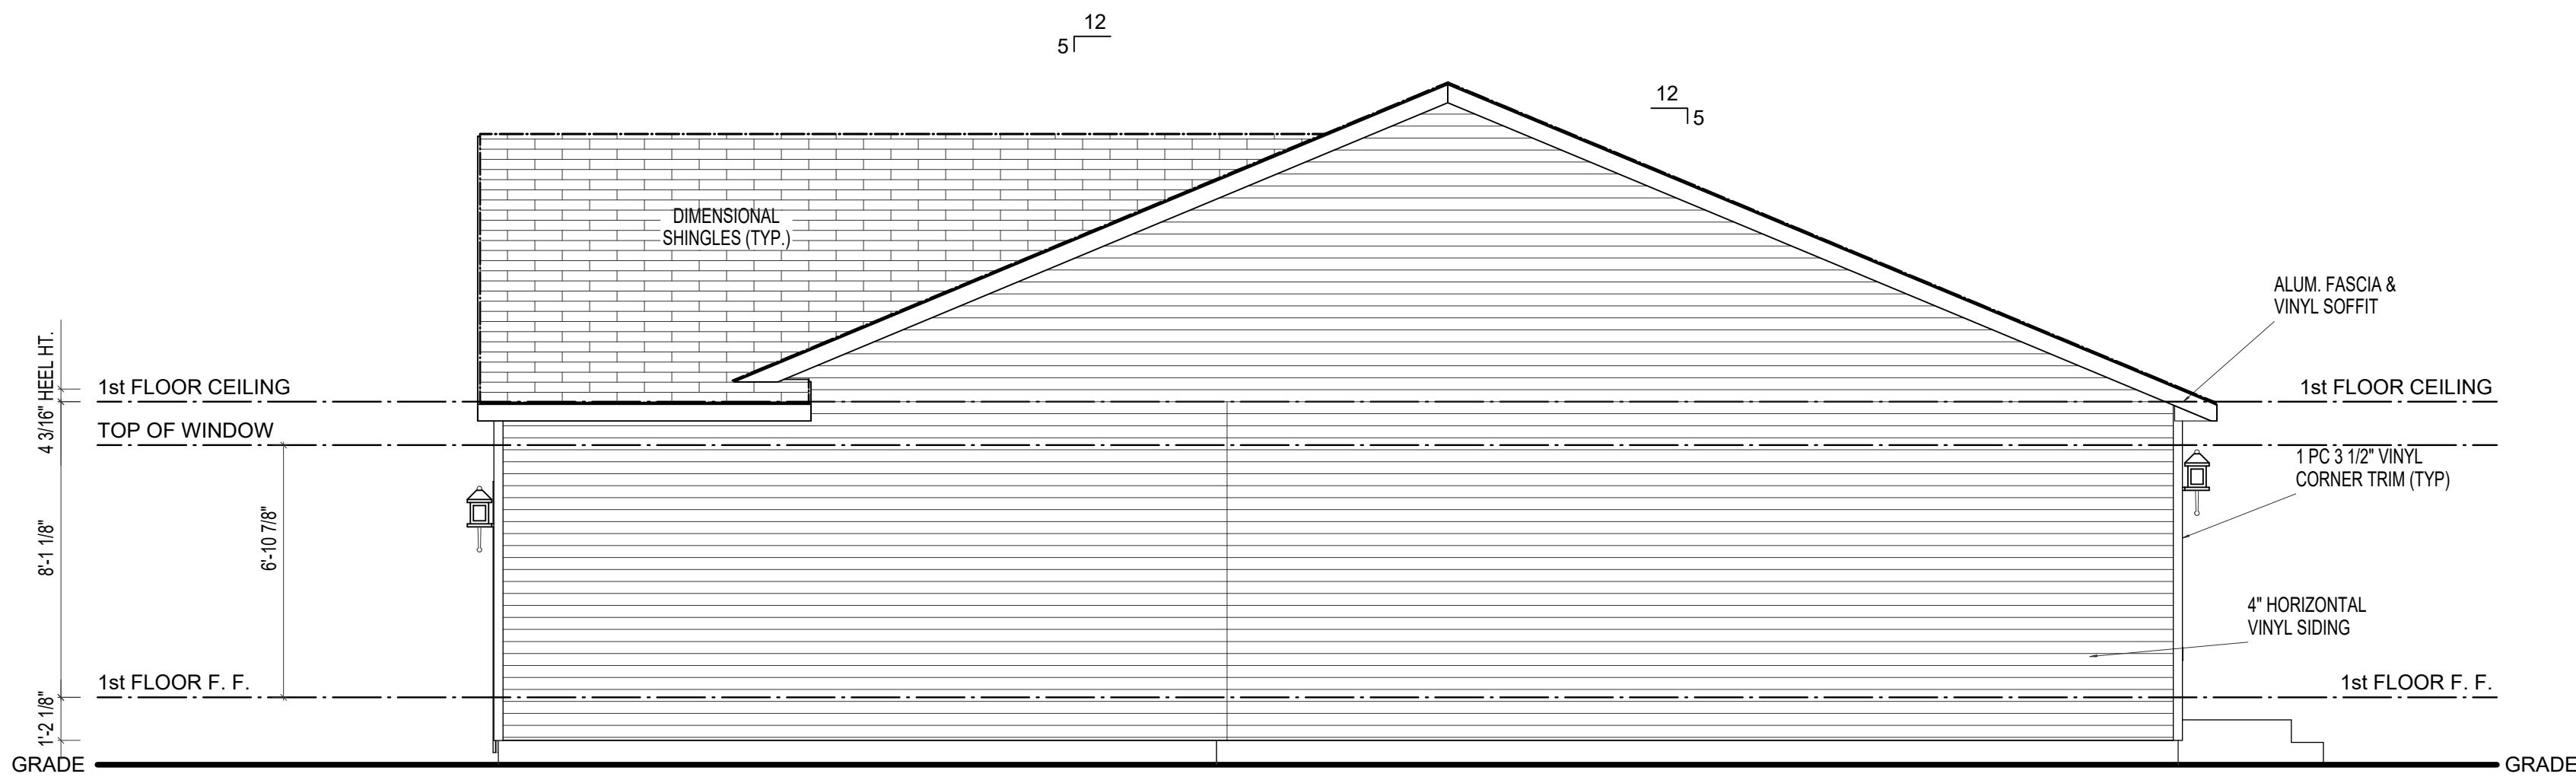 12
5
12
5
DIMENSIONAL
SHINGLES (TYP.)
ALUM. FASCIA &
VINYL SOFFIT
4 3/16" HEEL HT.
1st FLOOR CEILING
1st FLOOR CEILING
TOP OF WINDOW
1 PC 3 1/2" VINYL
CORNER TRIM (TYP)
8'-1 1/8"
6'-10 7/8"
4" HORIZONTAL
VINYL SIDING
1st FLOOR F. F.
1st FLOOR F. F.
1'-2 1/8"
GRADE
GRADE